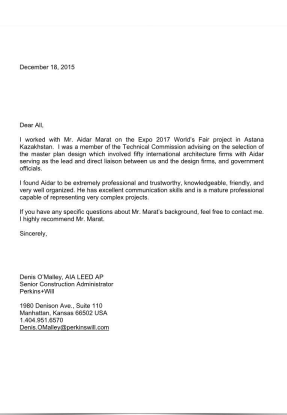 December 18, 2015
Dear All,
I worked with Mr. Aidar Marat on the Expo 2017 World's Fair project in Astana
Kazakhstan. I was a member of the Technical Commission advising on the selection of
the master plan design which involved fifty international architecture firms with Aidar
serving as the lead and direct liaison between us and the design firms, and government
officials.
I found Aidar to be extremely professional and trustworthy, knowledgeable, friendly, and
very well organized. He has excellent communication skills and is a mature professional
capable of representing very complex projects.
If you have any specific questions about Mr. Marat's background, feel free to contact me.
I highly recommend Mr. Marat.
Sincerely,
Denis O'Malley, AIA LEED AP
Senior Construction Administrator
Perkins+Will
1980 Denison Ave., Suite 110
Manhattan, Kansas 66502 USA
1.404.951.6570
Denis.OMalley@perkinswill.com